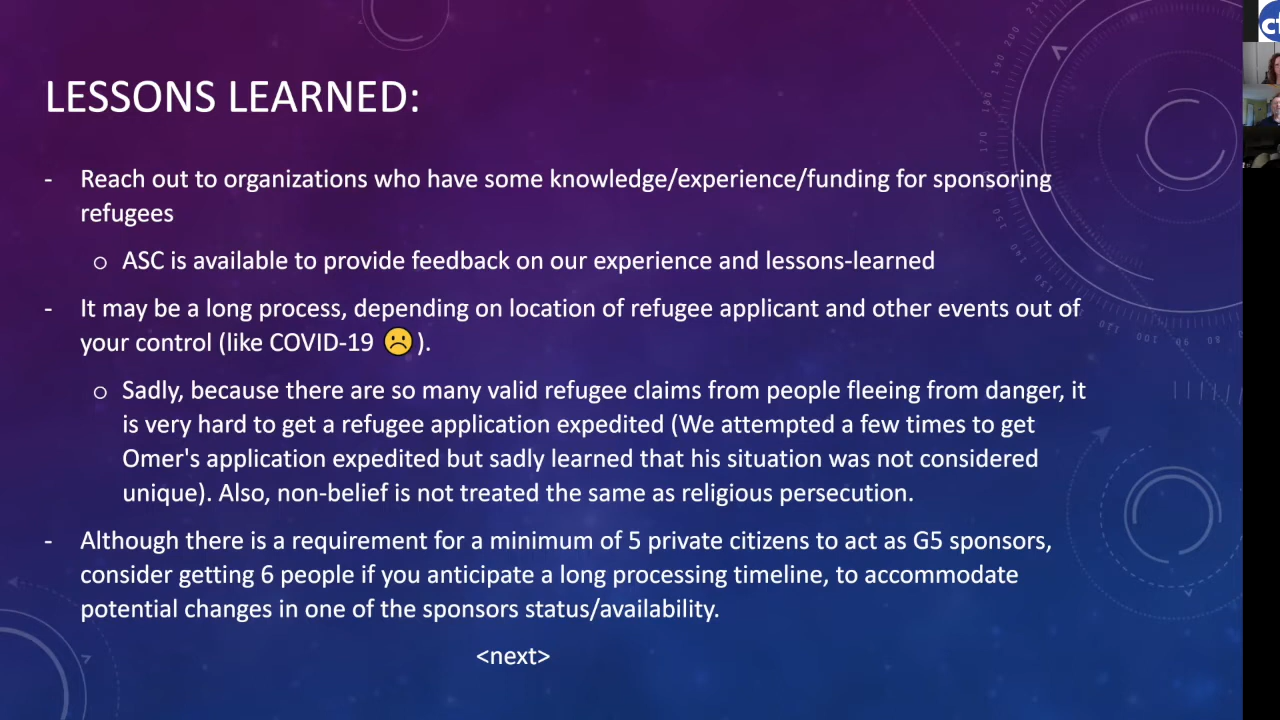 LESSONS LEARNED:
- Reach out to organizations who have some knowledge/experience/funding for sponsoring
refugees
o ASC is available to provide feedback on our experience and lessons-learned
- It may be a long process, depending on location of refugee applicant and other events out of
your control (like COVID-19 ☹️ ).
o Sadly, because there are so many valid refugee claims from people fleeing from danger, it
is very hard to get a refugee application expedited (We attempted a few times to get
Omer's application expedited but sadly learned that his situation was not considered
unique). Also, non-belief is not treated the same as religious persecution.
- Although there is a requirement for a minimum of 5 private citizens to act as G5 sponsors,
consider getting 6 people if you anticipate a long processing timeline, to accommodate
potential changes in one of the sponsors status/availability.
<next>